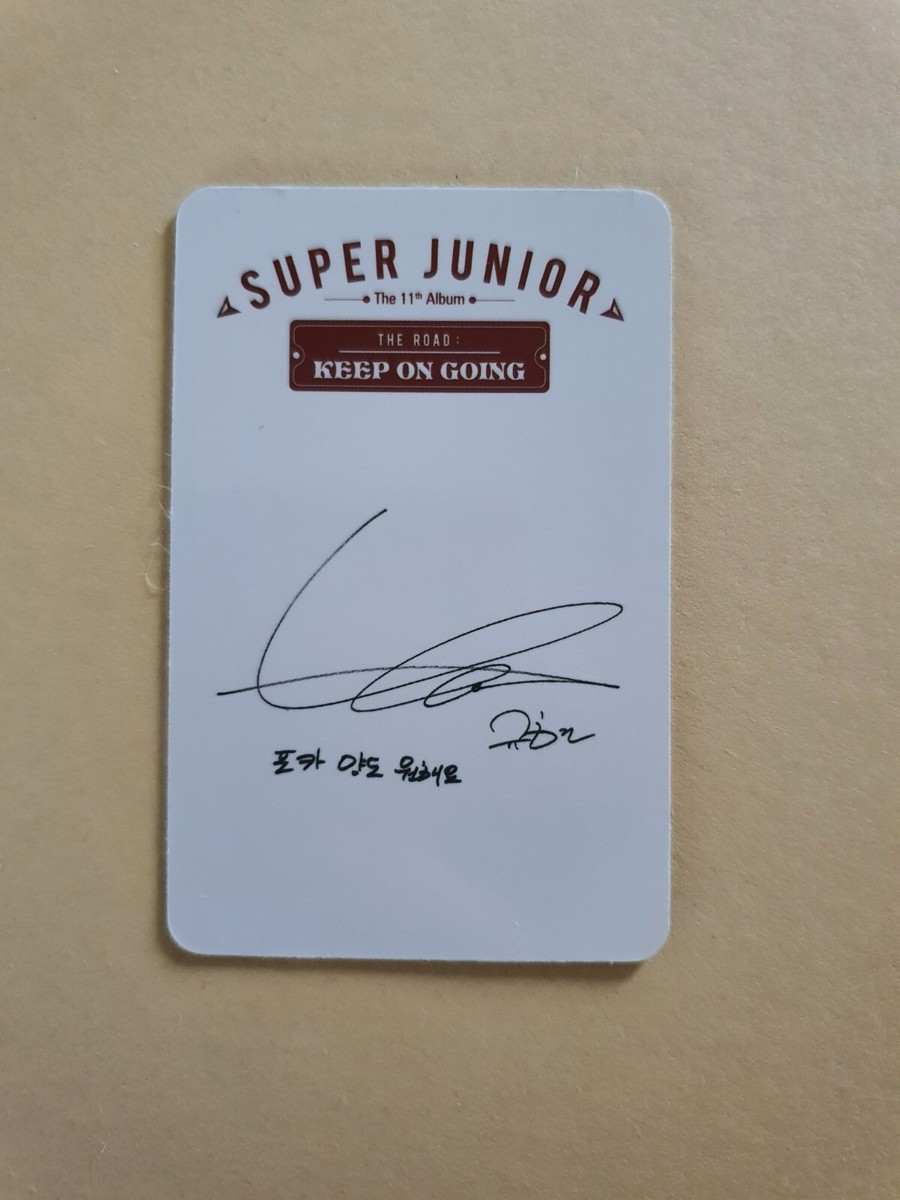 SUPER JUNIOR
The 11th Album
THE ROAD :
KEEP ON GOING
규현
포카 양도 원해요